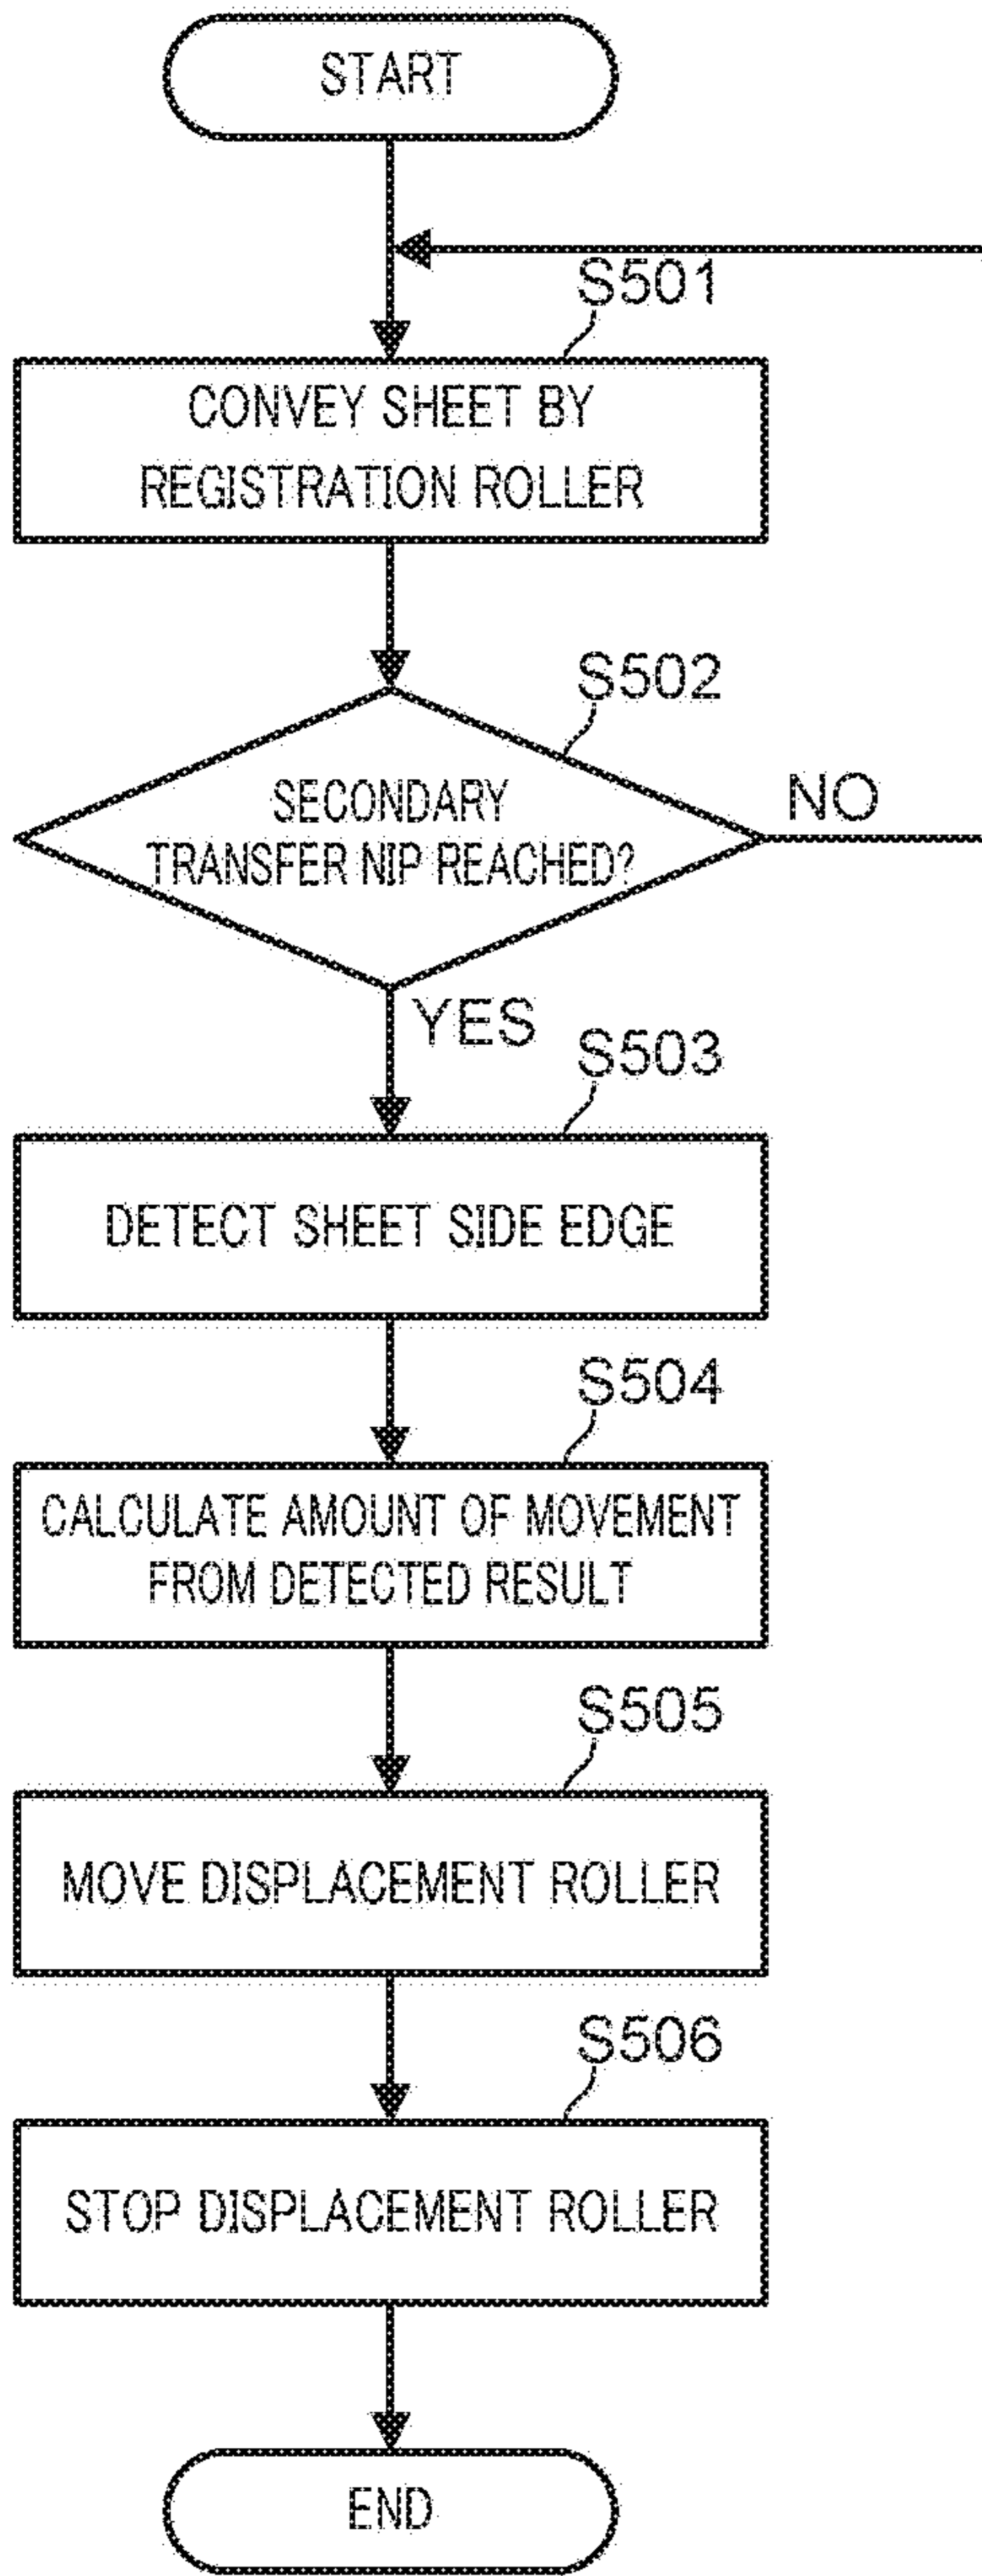 START
S501
CONVEY SHEET BY
REGISTRATION ROLLER
S502
SECONDARY
TRANSFER NIP REACHED?
NO
YES
S503
DETECT SHEET SIDE EDGE
S504
CALCULATE AMOUNT OF MOVEMENT
FROM DETECTED RESULT
S505
MOVE DISPLACEMENT ROLLER
S506
STOP DISPLACEMENT ROLLER
END